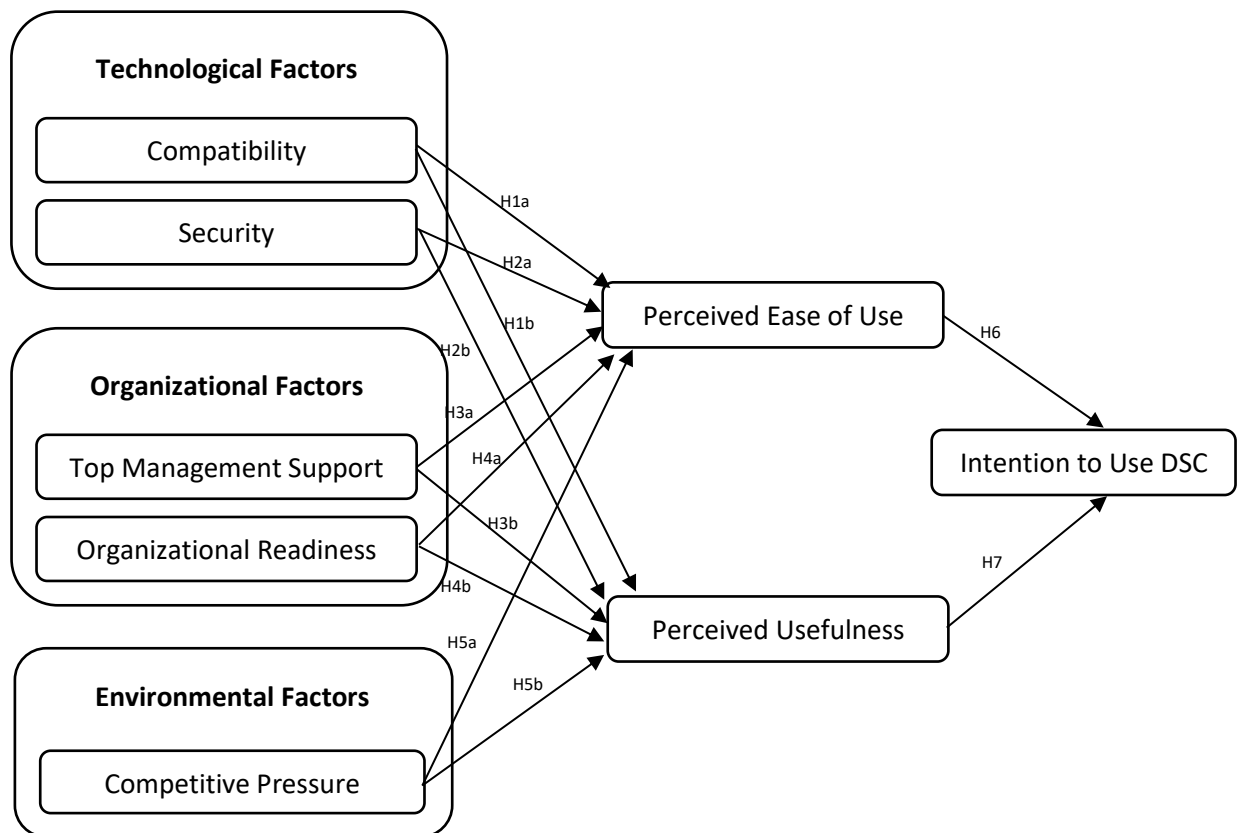 Technological Factors
Compatibility
Security
Organizational Factors
Top Management Support
Organizational Readiness
Environmental Factors
Competitive Pressure
H1a
H2a
H1b
H2b
H3a
H4a
H3b
H4b
H5a
H5b
Perceived Ease of Use
Perceived Usefulness
H6
H7
Intention to Use DSC